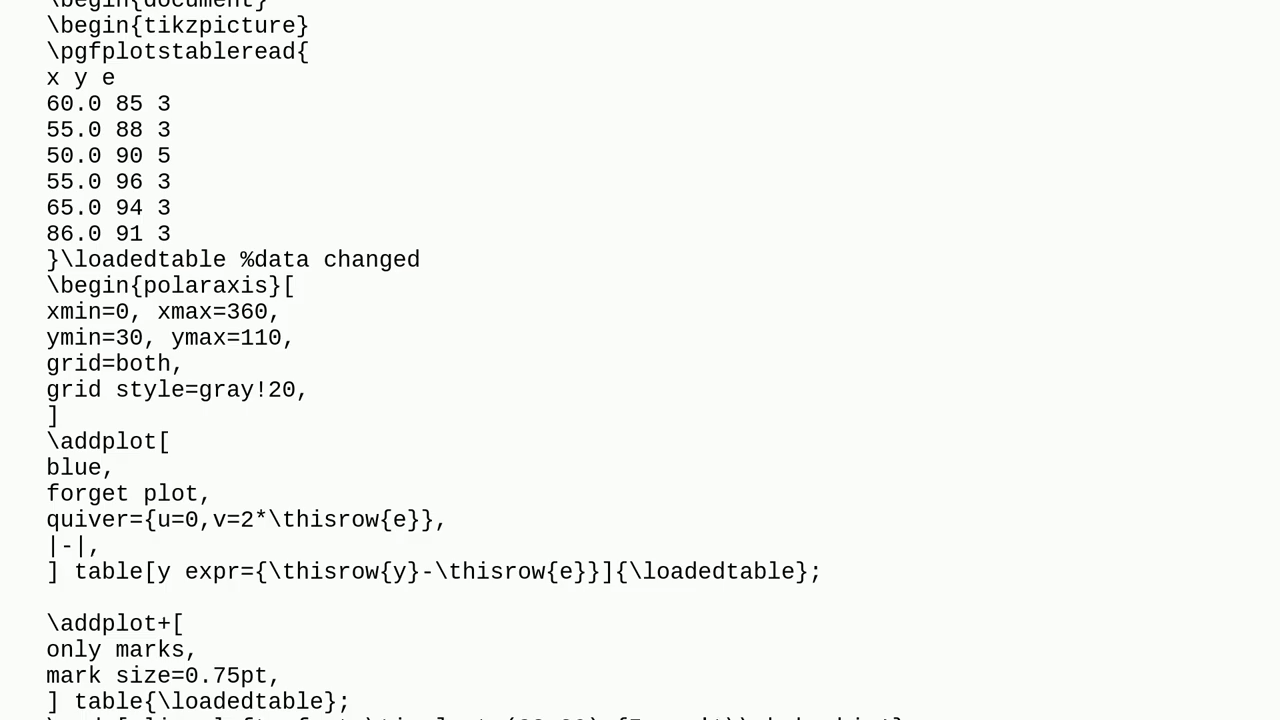 \begin{document}
\begin{tikzpicture}
\pgfplotstableread{
x y e
60.0 85 3
55.0 88 3
50.0 90 5
55.0 96 3
65.0 94 3
86.0 91 3
}\loadedtable %data changed
\begin{polaraxis}[
xmin=0, xmax=360,
ymin=30, ymax=110,
grid=both,
grid style=gray!20,
]
\addplot[
blue,
forget plot,
quiver={u=0,v=2*\thisrow{e}},
|-|,
] table[y expr={\thisrow{y}-\thisrow{e}}]{\loadedtable};

\addplot+[
only marks,
mark size=0.75pt,
] table{\loadedtable};